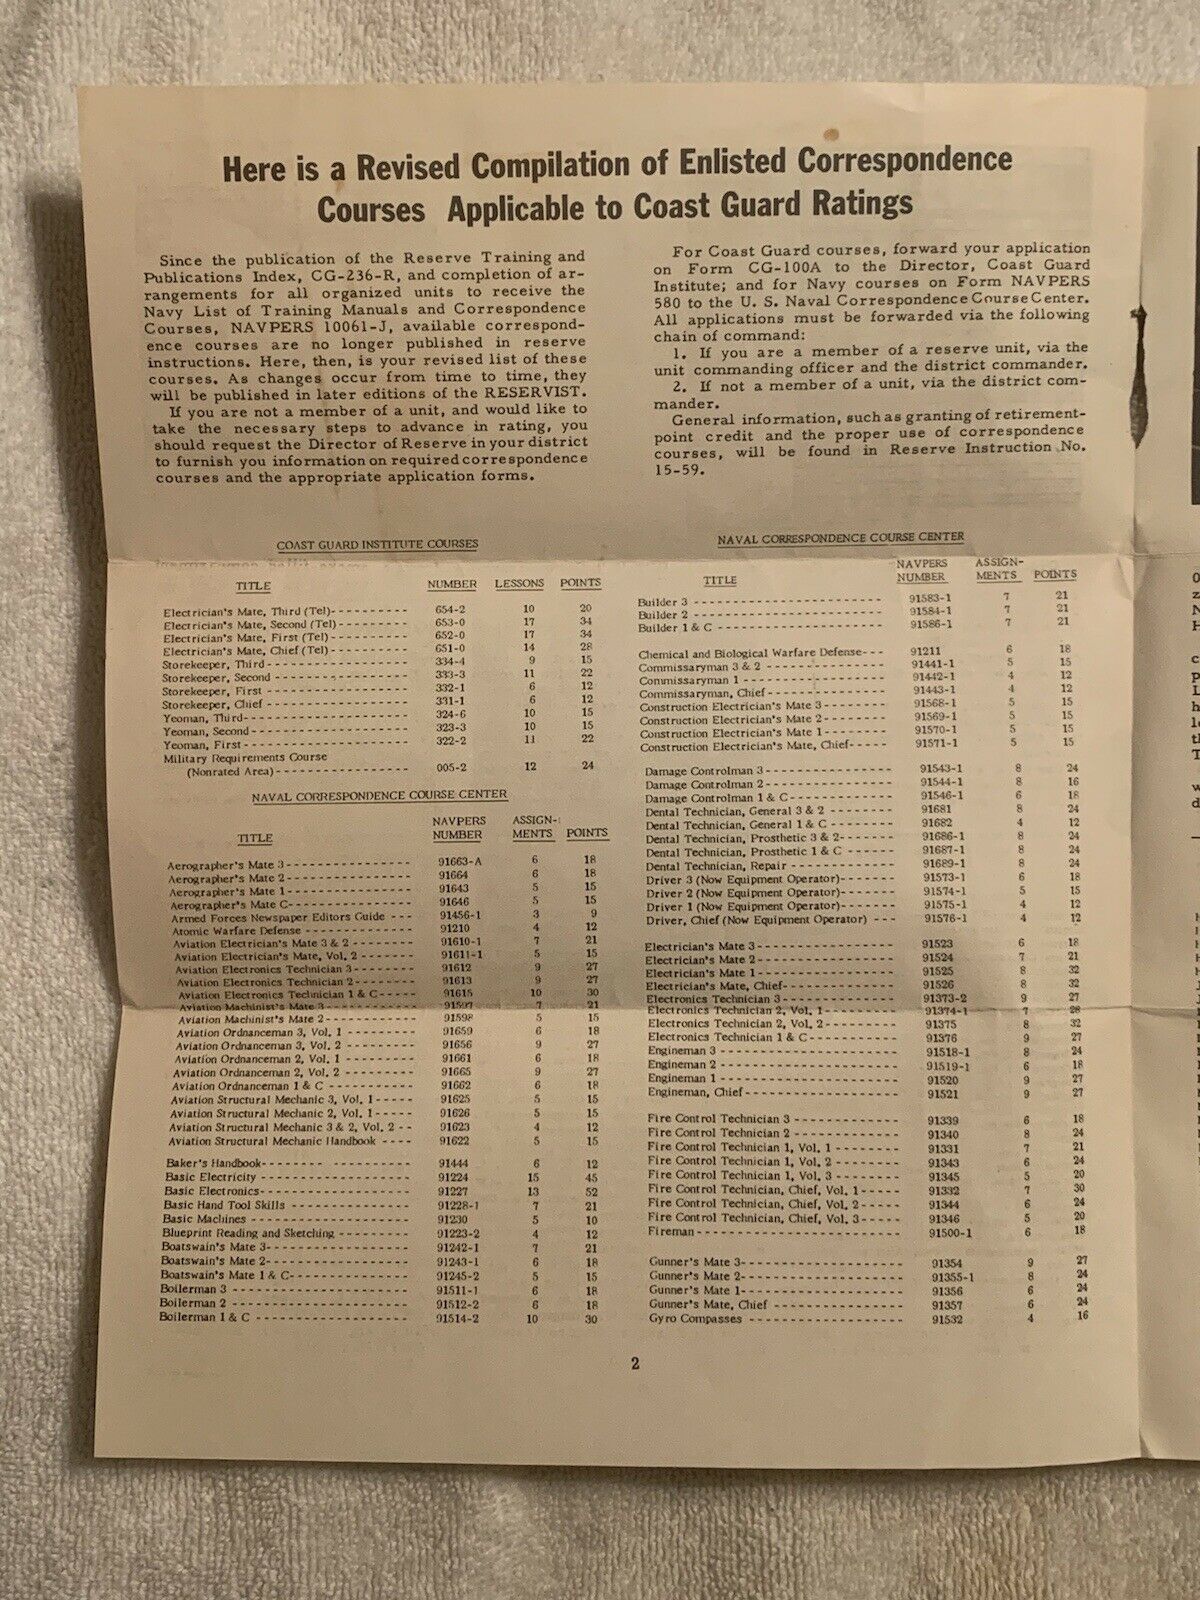 Here is a Revised Compilation of Enlisted Correspondence
Courses Applicable to Coast Guard Ratings
Since the publication of the Reserve Training and
Publications Index, CG-236-R, and completion of ar-
rangements for all organized units to receive the
Navy List of Training Manuals and Correspondence
Courses, NAVPERS 10061-J, available correspond-
ence courses are no longer published in reserve
instructions. Here, then, is your revised list of these
courses. As changes occur from time to time, they
will be published in later editions of the RESERVIST.
If you are not a member of a unit, and would like to
take the necessary steps to advance in rating, you
should request the Director of Reserve in your district
to furnish you information on required correspondence
courses and the appropriate application forms.
For Coast Guard courses, forward your application
on Form CG-100A to the Director, Coast Guard
Institute; and for Navy courses on Form NAVPERS
580 to the U. S. Naval Correspondence Course Center.
All applications must be forwarded via the following
chain of command:
1. If you are a member of a reserve unit, via the
unit commanding officer and the district commander.
2. If not a member of a unit, via the district com-
mander.
General information, such as granting of retirement-
point credit and the proper use of correspondence
courses, will be found in Reserve Instruction No.
15-59.
COAST GUARD INSTITUTE COURSES
TITLE NUMBER LESSONS POINTS
Electrician's Mate, Third (Tel)---------- 654-2 10 20
Electrician's Mate, Second (Tel)--------- 653-0 17 34
Electrician's Mate, First (Tel)---------- 652-0 17 34
Electrician's Mate, Chief (Tel)---------- 651-0 14 28
Storekeeper, Third------------------ 334-4 9 15
Storekeeper, Second----------------- 333-3 11 22
Storekeeper, First ------------------ 332-1 6 12
Storekeeper, Chief ------------------ 331-1 6 12
Yeoman, Third--------------------- 324-6 10 15
Yeoman, Second-------------------- 323-3 10 15
Yeoman, First--------------------- 322-2 11 22
Military Requirements Course
(Nonrated Area)----------------- 005-2 12 24
NAVAL CORRESPONDENCE COURSE CENTER
NAVPERS ASSIGN-
TITLE NUMBER MENTS POINTS
Aerographer's Mate 3---------------- 91663-A 6 18
Aerographer's Mate 2---------------- 91664 6 18
Aerographer's Mate 1---------------- 91643 5 15
Aerographer's Mate C---------------- 91646 5 15
Armed Forces Newspaper Editors Guide --- 91456-1 3 9
Atomic Warfare Defense -------------- 91210 4 12
Aviation Electrician's Mate 3 & 2-------- 91610-1 7 21
Aviation Electrician's Mate, Vol. 2------- 91611-1 5 15
Aviation Electronics Technician 3-------- 91612 9 27
Aviation Electronics Technician 2-------- 91613 9 27
Aviation Electronics Technician 1 & C----- 91615 10 30
Aviation Machinist's Mate 3------------ 91597 7 21
Aviation Machinist's Mate 2------------ 91598 5 15
Aviation Ordnanceman 3, Vol. 1 --------- 91659 6 18
Aviation Ordnanceman 3, Vol. 2 --------- 91656 9 27
Aviation Ordnanceman 2, Vol. 1 --------- 91661 6 18
Aviation Ordnanceman 2, Vol. 2 --------- 91665 9 27
Aviation Ordnanceman 1 & C ----------- 91662 6 18
Aviation Structural Mechanic 3, Vol. 1----- 91625 5 15
Aviation Structural Mechanic 2, Vol. 1----- 91626 5 15
Aviation Structural Mechanic 3 & 2, Vol. 2 -- 91623 4 12
Aviation Structural Mechanic Handbook ---- 91622 5 15
Baker's Handbook-------- ---------- 91444 6 12
Basic Electricity ------------------- 91224 15 45
Basic Electronics------------------- 91227 13 52
Basic Hand Tool Skills --------------- 91228-1 7 21
Basic Machines -------------------- 91230 5 10
Blueprint Reading and Sketching --------- 91223-2 4 12
Boatswain's Mate 3------------------ 91242-1 7 21
Boatswain's Mate 2------------------ 91243-1 6 18
Boatswain's Mate 1 & C--------------- 91245-2 5 15
Boilerman 3 ----------------------- 91511-1 6 18
Boilerman 2 ----------------------- 91512-2 6 18
Boilerman 1 & C -------------------- 91514-2 10 30
NAVAL CORRESPONDENCE COURSE CENTER
NAVPERS ASSIGN-
TITLE NUMBER MENTS POINTS
Builder 3 ------------------------- 91583-1 7 21
Builder 2 ------------------------- 91584-1 7 21
Builder 1 & C ---------------------- 91586-1 7 21
Chemical and Biological Warfare Defense--- 91211 6 18
Commissaryman 3 & 2 --------------- 91441-1 5 15
Commissaryman 1 ------------------ 91442-1 4 12
Commissaryman, Chief--------------- 91443-1 4 12
Construction Electrician's Mate 3-------- 91568-1 5 15
Construction Electrician's Mate 2-------- 91569-1 5 15
Construction Electrician's Mate 1-------- 91570-1 5 15
Construction Electrician's Mate, Chief----- 91571-1 5 15
Damage Controlman 3 ---------------- 91543-1 8 24
Damage Controlman 2 ---------------- 91544-1 8 16
Damage Controlman 1 & C------------- 91546-1 6 18
Dental Technician, General 3 & 2 -------- 91681 8 24
Dental Technician, General 1 & C -------- 91682 4 12
Dental Technician, Prosthetic 3 & 2------- 91686-1 8 24
Dental Technician, Prosthetic 1 & C ------ 91687-1 8 24
Dental Technician, Repair ------------- 91689-1 8 24
Driver 3 (Now Equipment Operator)------- 91573-1 6 18
Driver 2 (Now Equipment Operator)------- 91574-1 5 15
Driver 1 (Now Equipment Operator)------- 91575-1 4 12
Driver, Chief (Now Equipment Operator) --- 91576-1 4 12
Electrician's Mate 3----------------- 91523 6 18
Electrician's Mate 2----------------- 91524 7 21
Electrician's Mate 1----------------- 91525 8 32
Electrician's Mate, Chief-------------- 91526 8 32
Electronics Technician 3-------------- 91373-2 9 27
Electronics Technician 2, Vol. 1--------- 91374-1 7 28
Electronics Technician 2, Vol. 2--------- 91375 8 32
Electronics Technician 1 & C----------- 91376 9 27
Engineman 3 ---------------------- 91518-1 8 24
Engineman 2 ---------------------- 91519-1 6 18
Engineman 1 ---------------------- 91520 9 27
Engineman, Chief------------------- 91521 9 27
Fire Control Technician 3 ------------- 91339 6 18
Fire Control Technician 2 ------------- 91340 8 24
Fire Control Technician 1, Vol. 1 -------- 91331 7 21
Fire Control Technician 1, Vol. 2 -------- 91343 6 24
Fire Control Technician 1, Vol. 3 -------- 91345 5 20
Fire Control Technician, Chief, Vol. 1----- 91332 7 30
Fire Control Technician, Chief, Vol. 2----- 91344 6 24
Fire Control Technician, Chief, Vol. 3----- 91346 5 20
Fireman------------------------- 91500-1 6 18
Gunner's Mate 3-------------------- 91354 9 27
Gunner's Mate 2-------------------- 91355-1 8 24
Gunner's Mate 1-------------------- 91356 6 24
Gunner's Mate, Chief ---------------- 91357 6 24
Gyro Compasses ------------------- 91532 4 16
2